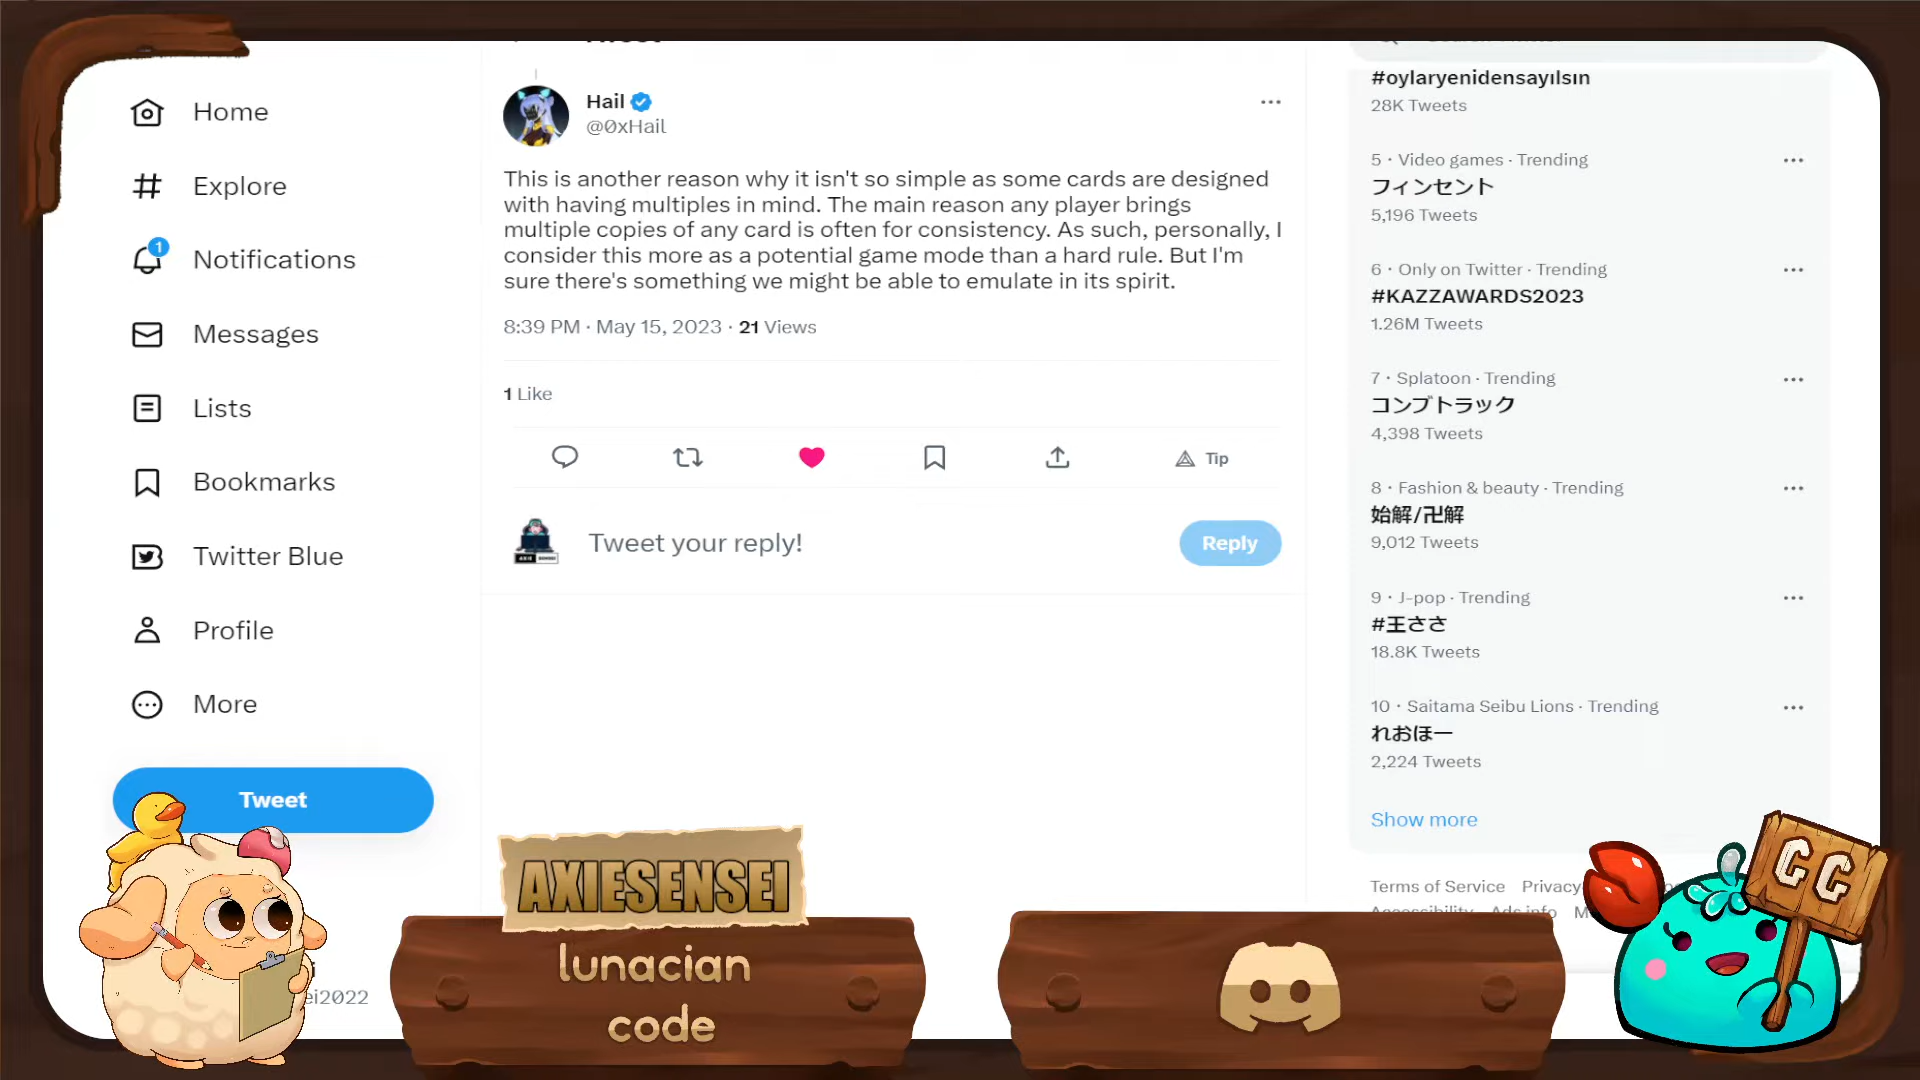 Home
Explore
1
Notifications
Messages
Lists
Bookmarks
Twitter Blue
Profile
More
Tweet
ei2022
Hail
@0xHail
This is another reason why it isn't so simple as some cards are designed
with having multiples in mind. The main reason any player brings
multiple copies of any card is often for consistency. As such, personally, I
consider this more as a potential game mode than a hard rule. But I'm
sure there's something we might be able to emulate in its spirit.
8:39 PM · May 15, 2023 · 21 Views
1 Like
Tip
Tweet your reply!
Reply
#oylaryenidensayılsın
28K Tweets
5 · Video games · Trending
フィンセント
5,196 Tweets
6 · Only on Twitter · Trending
#KAZZAWARDS2023
1.26M Tweets
7 · Splatoon · Trending
コンブトラック
4,398 Tweets
8 · Fashion & beauty · Trending
始解/卍解
9,012 Tweets
9 · J-pop · Trending
#王ささ
18.8K Tweets
10 · Saitama Seibu Lions · Trending
れおほー
2,224 Tweets
Show more
Terms of Service Privacy
AXIESENSEI
lunacian
code
CC